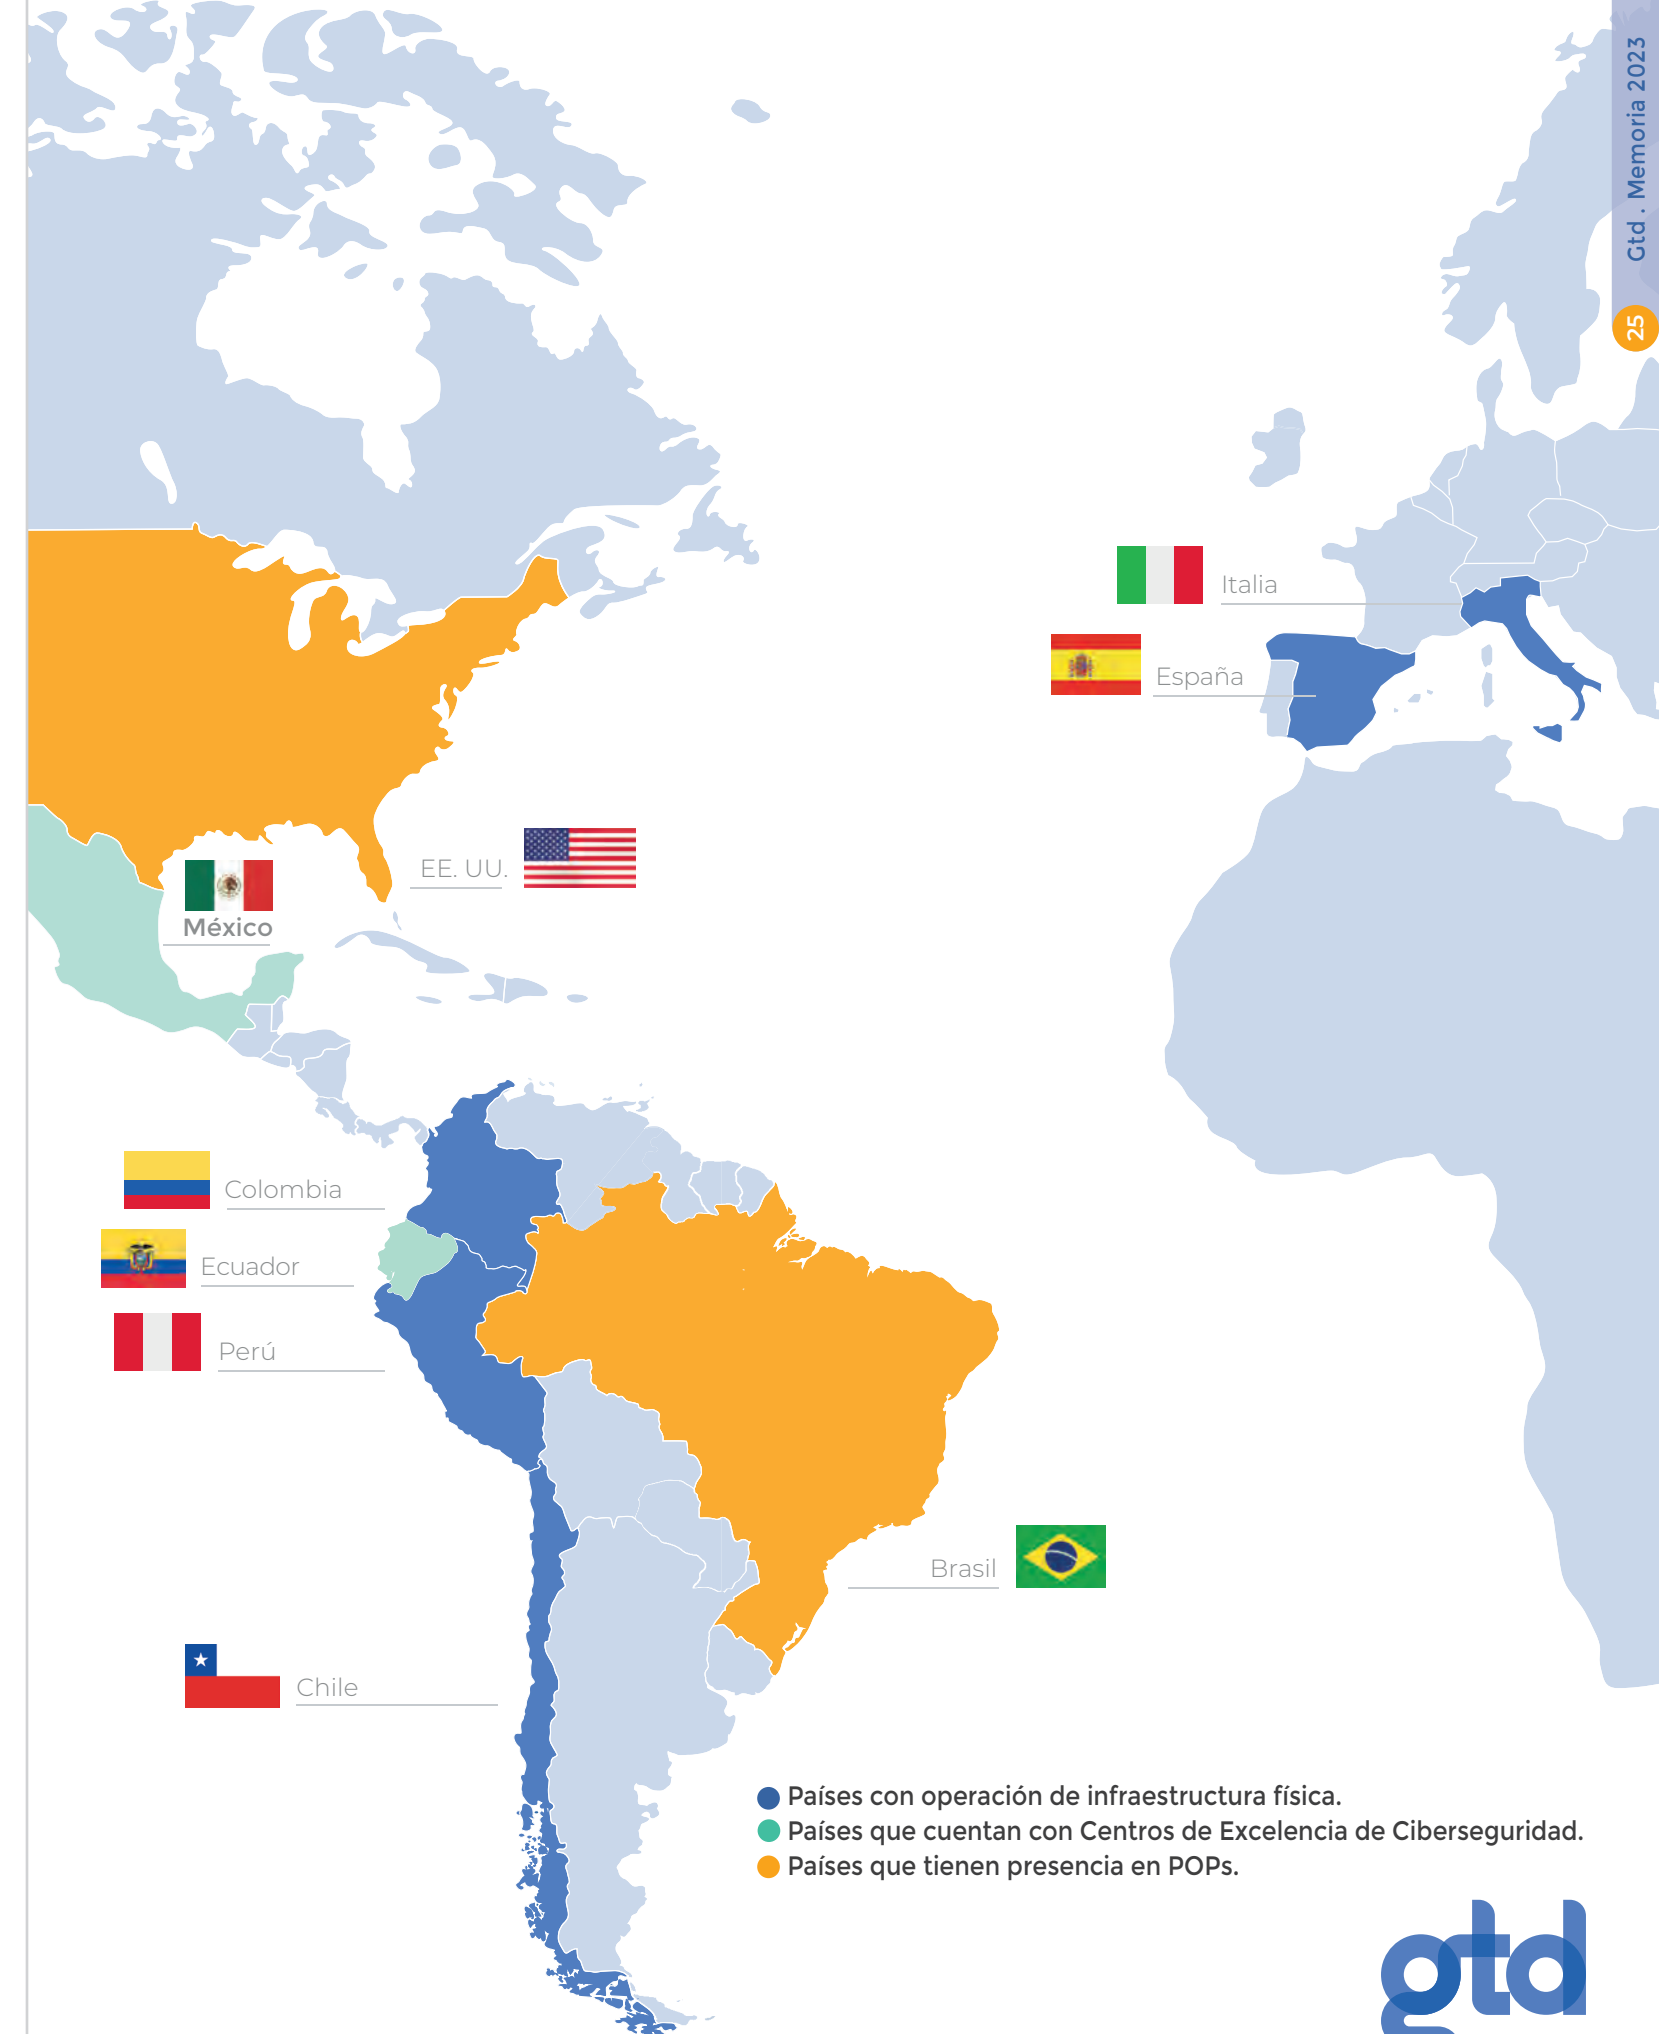 Gtd . Memoria 2023
25
Italia
España
EE. UU.
México
Colombia
Ecuador
Perú
Brasil
Chile
Países con operación de infraestructura física.
Países que cuentan con Centros de Excelencia de Ciberseguridad.
Países que tienen presencia en POPs.
gtd